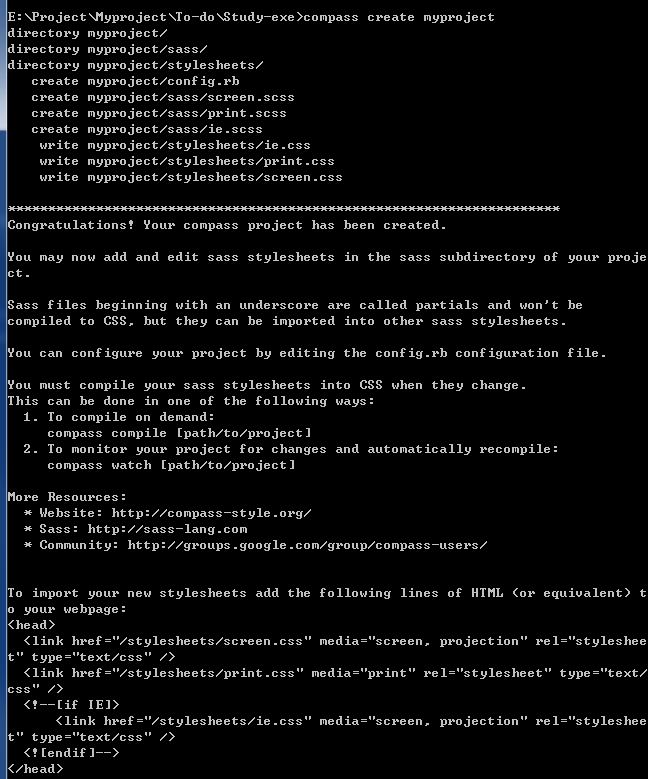 E:\Project\Myproject\To-do\Study-exe>compass create myproject
directory myproject/
directory myproject/sass/
directory myproject/stylesheets/
   create myproject/config.rb
   create myproject/sass/screen.scss
   create myproject/sass/print.scss
   create myproject/sass/ie.scss
    write myproject/stylesheets/ie.css
    write myproject/stylesheets/print.css
    write myproject/stylesheets/screen.css

*********************************************************************
Congratulations! Your compass project has been created.

You may now add and edit sass stylesheets in the sass subdirectory of your proje
ct.

Sass files beginning with an underscore are called partials and won't be
compiled to CSS, but they can be imported into other sass stylesheets.

You can configure your project by editing the config.rb configuration file.

You must compile your sass stylesheets into CSS when they change.
This can be done in one of the following ways:
  1. To compile on demand:
     compass compile [path/to/project]
  2. To monitor your project for changes and automatically recompile:
     compass watch [path/to/project]

More Resources:
  * Website: http://compass-style.org/
  * Sass: http://sass-lang.com
  * Community: http://groups.google.com/group/compass-users/


To import your new stylesheets add the following lines of HTML (or equivalent) t
o your webpage:
<head>
  <link href="/stylesheets/screen.css" media="screen, projection" rel="styleshee
t" type="text/css" />
  <link href="/stylesheets/print.css" media="print" rel="stylesheet" type="text/
css" />
  <!--[if IE]>
      <link href="/stylesheets/ie.css" media="screen, projection" rel="styleshee
t" type="text/css" />
  <![endif]-->
</head>